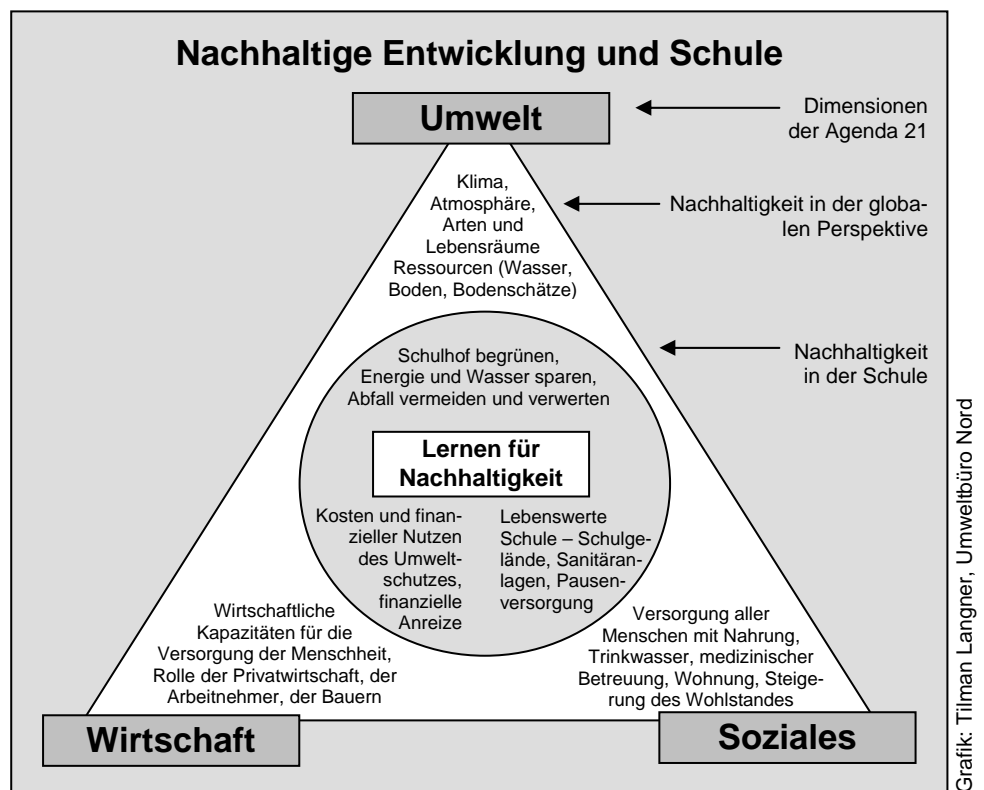 Nachhaltige Entwicklung und Schule
Umwelt
Dimensionen
der Agenda 21
Klima,
Atmosphäre,
Arten und
Lebensräume
Ressourcen (Wasser,
Boden, Bodenschätze)
Nachhaltigkeit in der globa-
len Perspektive
Schulhof begrünen,
Energie und Wasser sparen,
Abfall vermeiden und verwerten
Nachhaltigkeit
in der Schule
Lernen für
Nachhaltigkeit
Kosten und finan-
zieller Nutzen
des Umwelt-
schutzes,
finanzielle
Anreize
Lebenswerte
Schule – Schulge-
lände, Sanitäran-
lagen, Pausen-
versorgung
Wirtschaftliche
Kapazitäten für die
Versorgung der Menschheit,
Rolle der Privatwirtschaft, der
Arbeitnehmer, der Bauern
Versorgung aller
Menschen mit Nahrung,
Trinkwasser, medizinischer
Betreuung, Wohnung, Steige-
rung des Wohlstandes
Wirtschaft
Soziales
Grafik: Tilman Langner, Umweltbüro Nord